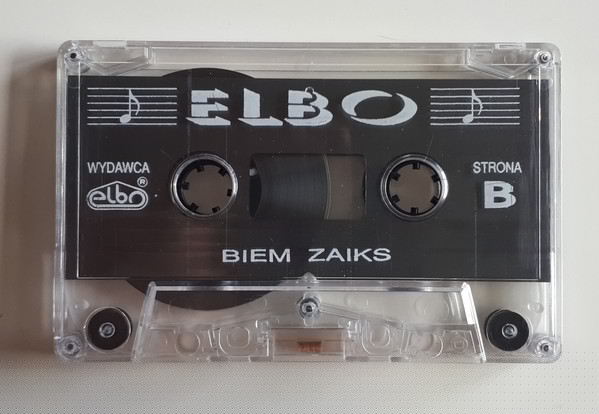 ELBO
WYDAWCA
elbo®
STRONA
B
BIEM ZAIKS